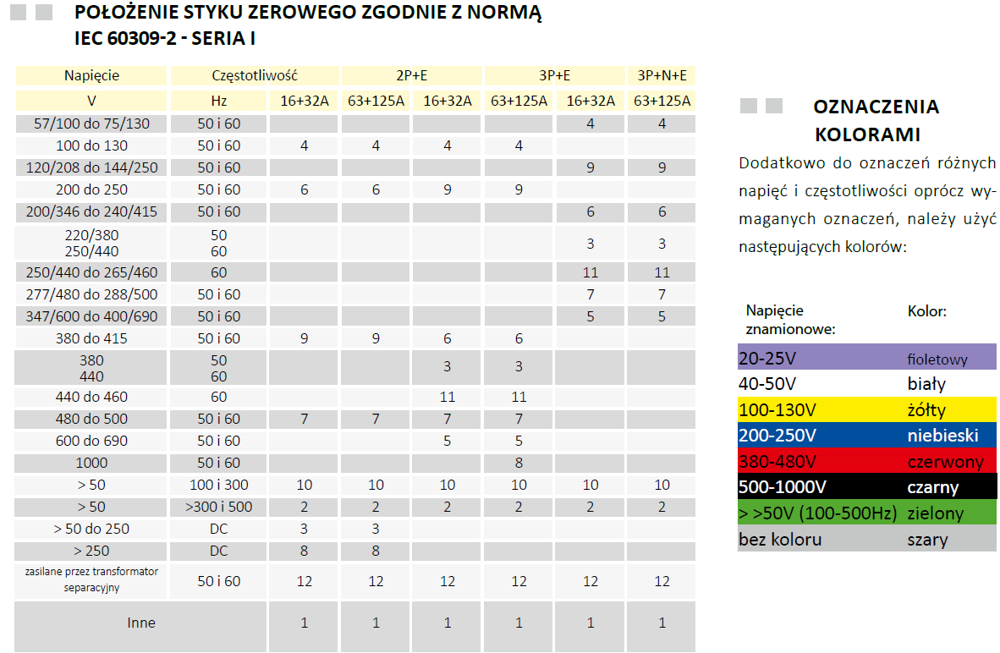 POŁOŻENIE STYKU ZEROWEGO ZGODNIE Z NORMĄ
IEC 60309-2 - SERIA I
Napięcie Częstotliwość 2P+E 3P+E 3P+N+E
V Hz 16+32A 63+125A 16+32A 63+125A 16+32A 63+125A
57/100 do 75/130 50 i 60 4 4
100 do 130 50 i 60 4 4 4 4
120/208 do 144/250 50 i 60 9 9
200 do 250 50 i 60 6 6 9 9
200/346 do 240/415 50 i 60 6 6
220/380 50
250/440 60
3 3
250/440 do 265/460 60 11 11
277/480 do 288/500 50 i 60 7 7
347/600 do 400/690 50 i 60 5 5
380 do 415 50 i 60 9 9 6 6
380 50
440 60
3 3
440 do 460 60 11 11
480 do 500 50 i 60 7 7 7 7
600 do 690 50 i 60 5 5
1000 50 i 60 8
> 50 100 i 300 10 10 10 10 10 10
> 50 >300 i 500 2 2 2 2 2 2
> 50 do 250 DC 3 3
> 250 DC 8 8
zasilane przez transformator
separacyjny
50 i 60 12 12 12 12 12 12
Inne 1 1 1 1 1 1
OZNACZENIA
KOLORAMI
Dodatkowo do oznaczeń różnych
napięć i częstotliwości oprócz wy-
maganych oznaczeń, należy użyć
następujących kolorów:
Napięcie
znamionowe:
Kolor:
20-25V fioletowy
40-50V biały
100-130V żółty
200-250V niebieski
380-480V czerwony
500-1000V czarny
> >50V (100-500Hz) zielony
bez koloru szary